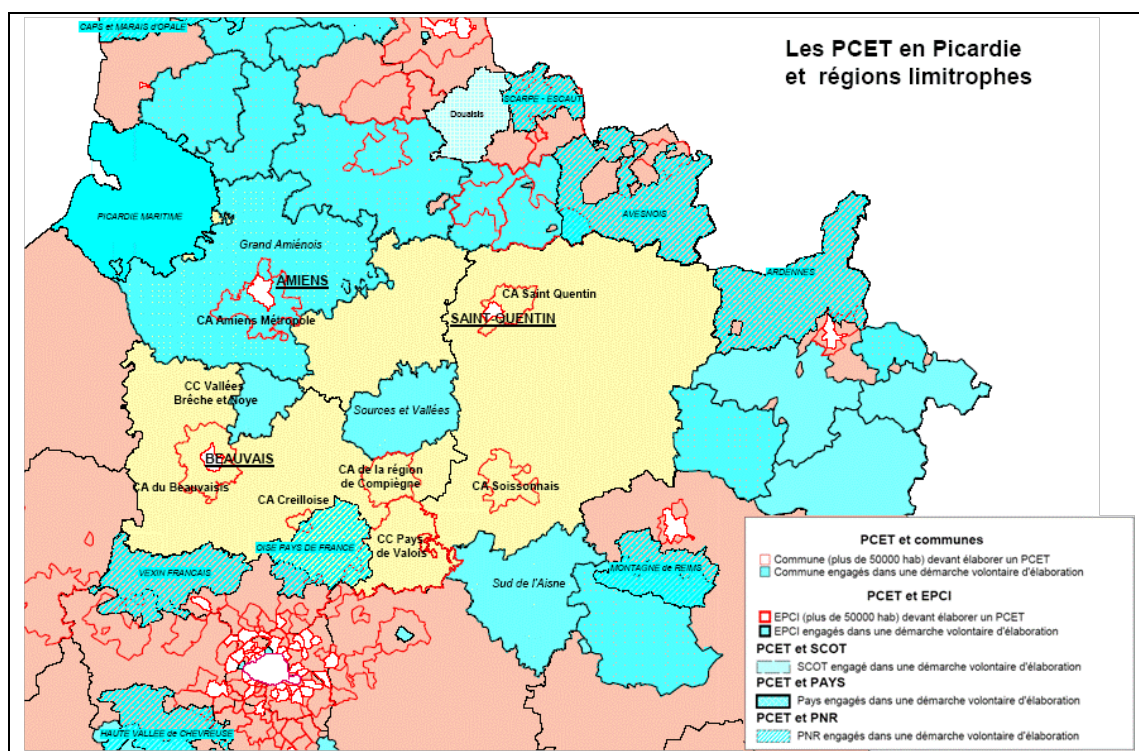 Les PCET en Picardie
et régions limitrophes
CAPS et MARAIS d'OPALE
Douaisis
SCARPE - ESCAUT
PICARDIE MARITIME
AVESNOIS
Grand Amiénois
ARDENNES
AMIENS
CA Saint Quentin
CA Amiens Métropole
SAINT-QUENTIN
CC Vallées
Brêche et Noye
Sources et Vallées
BEAUVAIS
CA de la région
de Compiègne
CA du Beauvaisis
CA Soissonnais
CA Creilloise
OISE PAYS DE FRANCE
CC Pays
de Valois
VEXIN FRANCAIS
Sud de l'Aisne
MONTAGNE DE REIMS
HAUTE VALLEE de CHEVREUSE
PCET et communes
Commune (plus de 50000 hab) devant élaborer un PCET
Commune engagés dans une démarche volontaire d'élaboration
PCET et EPCI
EPCI (plus de 50000 hab) devant élaborer un PCET
EPCI engagés dans une démarche volontaire d'élaboration
PCET et SCOT
SCOT engagé dans une démarche volontaire d'élaboration
PCET et PAYS
Pays engagés dans une démarche volontaire d'élaboration
PCET et PNR
PNR engagés dans une démarche volontaire d'élaboration